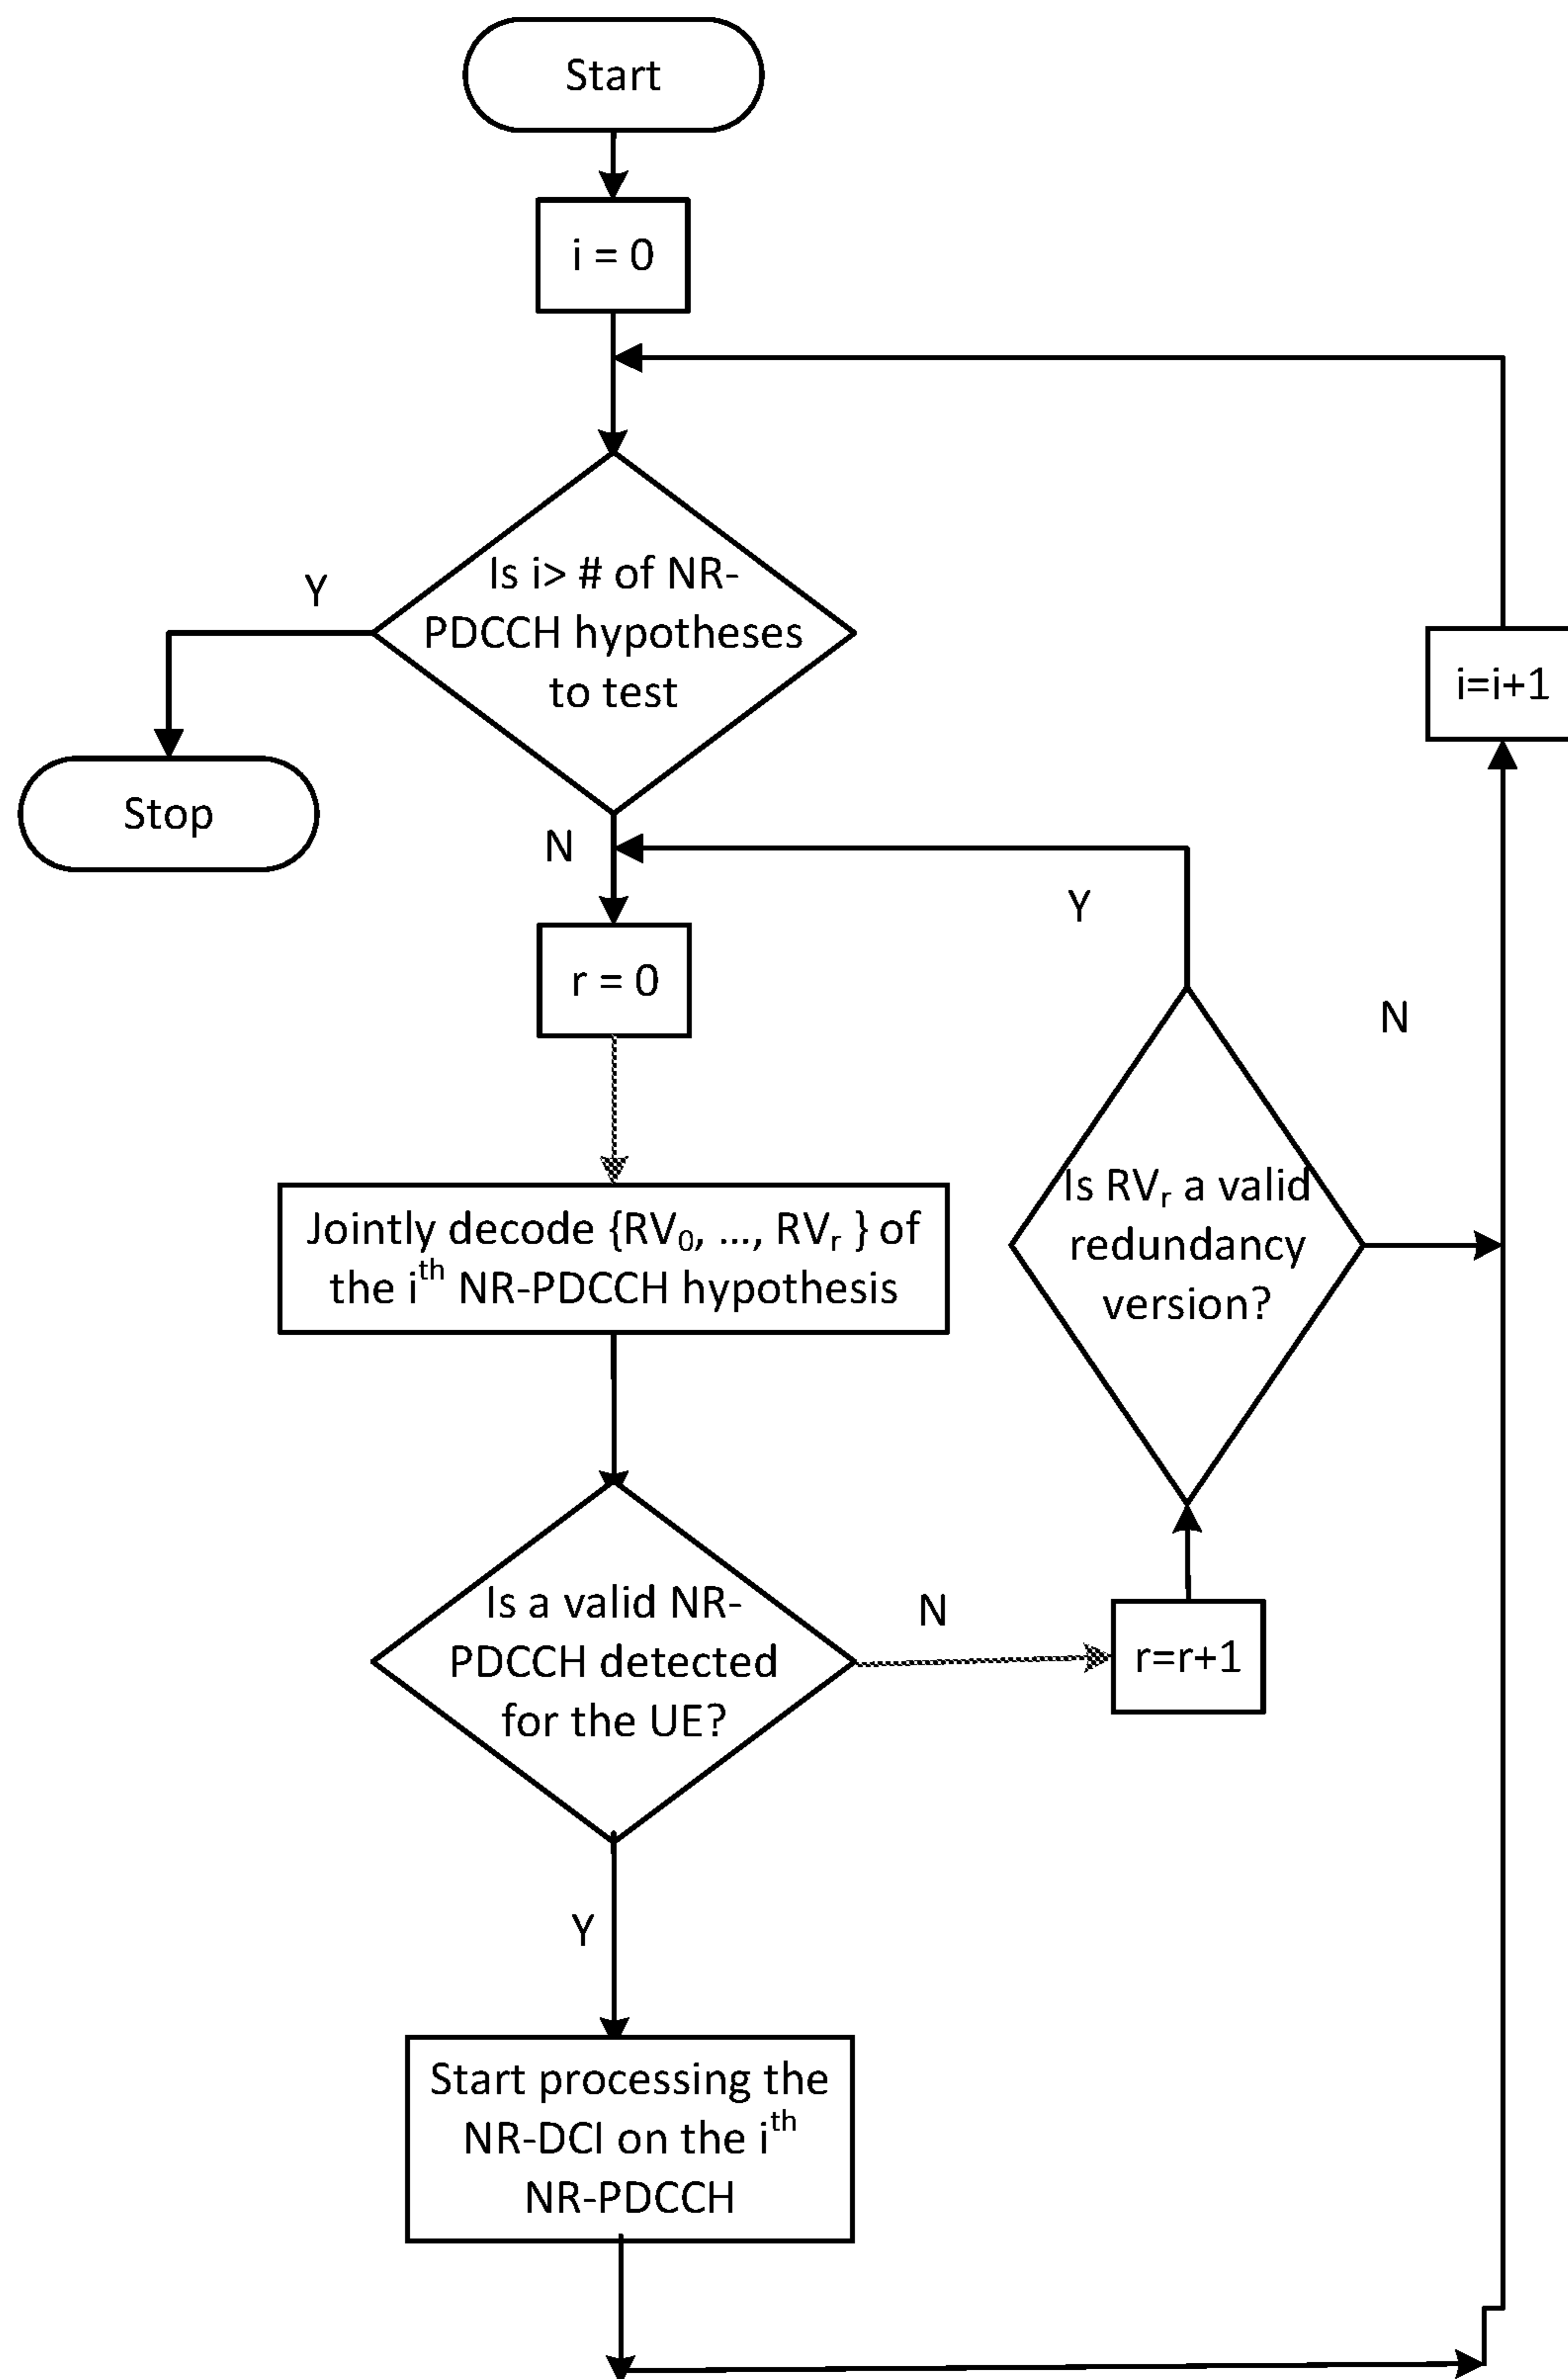 Start
i = 0
Is i> # of NR-
PDCCH hypotheses
to test
Y
Stop
i=i+1
N
Y
r = 0
N
Jointly decode {RV0, ..., RVr } of
the ith NR-PDCCH hypothesis
Is RVr a valid
redundancy
version?
Is a valid NR-
PDCCH detected
for the UE?
N
r=r+1
Y
Start processing the
NR-DCI on the ith
NR-PDCCH